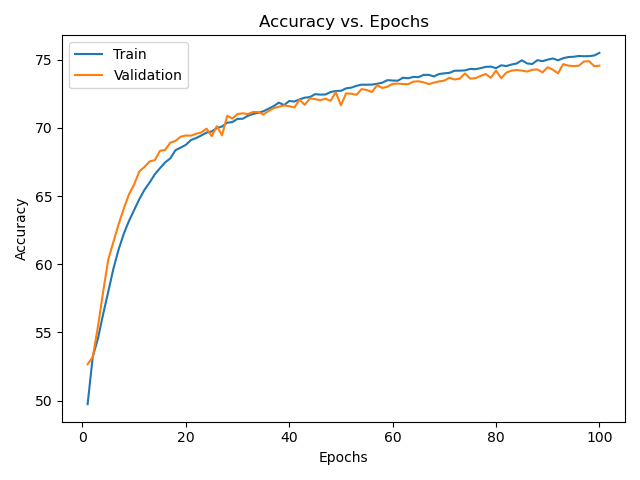 Accuracy vs. Epochs
Train
Validation
75
70
65
60
55
50
Accuracy
0 20 40 60 80 100
Epochs